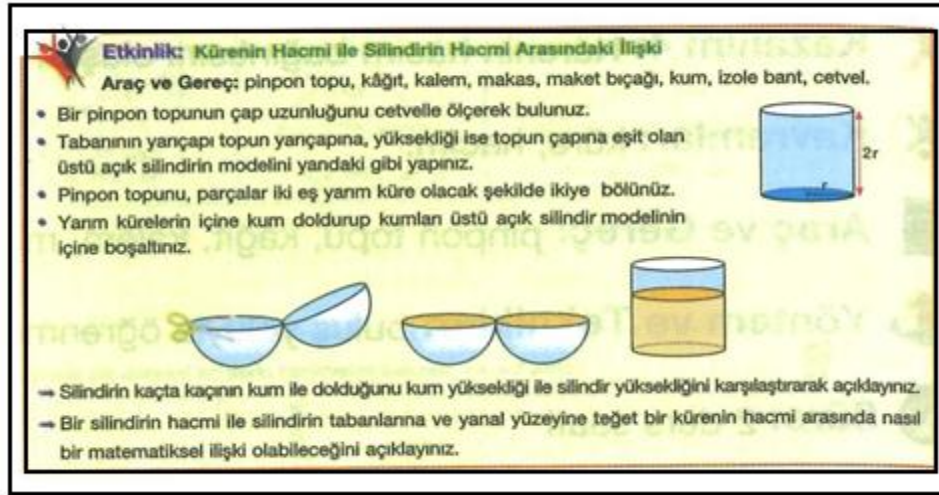 Etkinlik: Kürenin Hacmi ile Silindirin Hacmi Arasındaki İlişki
Araç ve Gereç: pinpon topu, kâğıt, kalem, makas, maket bıçağı, kum, izole bant, cetvel.
• Bir pinpon topunun çap uzunluğunu cetvelle ölçerek bulunuz.
• Tabanının yarıçapı topun yarıçapına, yüksekliği ise topun çapına eşit olan
üstü açık silindirin modelini yandaki gibi yapınız.
2r
r
• Pinpon topunu, parçalar iki eş yarım küre olacak şekilde ikiye bölünüz.
• Yarım kürelerin içine kum doldurup kumları üstü açık silindir modelinin
içine boşaltınız.
→ Silindirin kaçta kaçının kum ile dolduğunu kum yüksekliği ile silindir yüksekliğini karşılaştırarak açıklayınız.
→ Bir silindirin hacmi ile silindirin tabanlarına ve yanal yüzeyine teğet bir kürenin hacmi arasında nasıl
bir matematiksel ilişki olabileceğini açıklayınız.